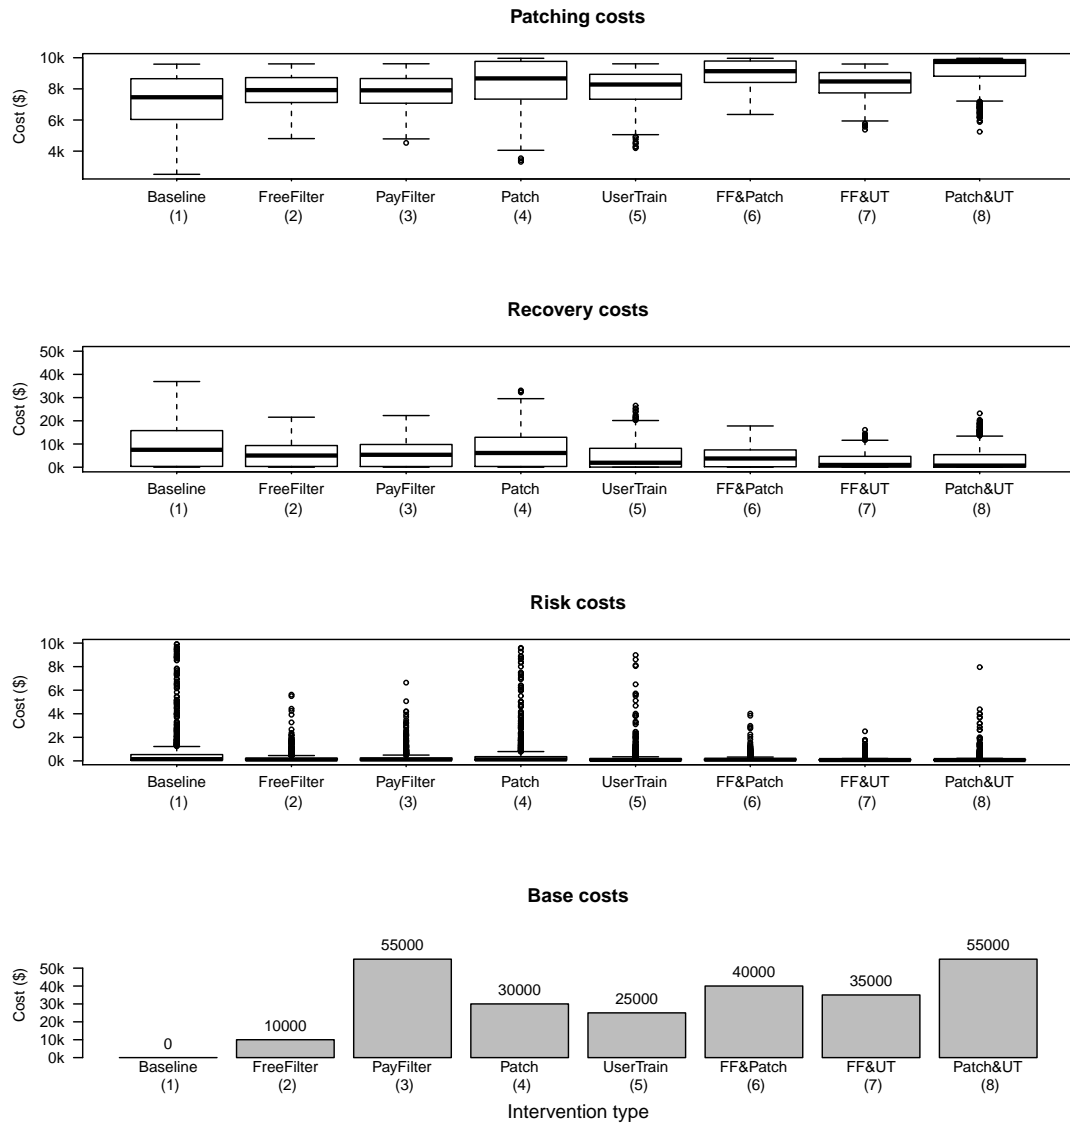 Patching costs
Cost ($)
10k
8k
6k
4k
Baseline FreeFilter PayFilter Patch UserTrain FF&Patch FF&UT Patch&UT
(1) (2) (3) (4) (5) (6) (7) (8)
Recovery costs
Cost ($)
50k
40k
30k
20k
10k
0k
Baseline FreeFilter PayFilter Patch UserTrain FF&Patch FF&UT Patch&UT
(1) (2) (3) (4) (5) (6) (7) (8)
Risk costs
Cost ($)
10k
8k
6k
4k
2k
0k
Baseline FreeFilter PayFilter Patch UserTrain FF&Patch FF&UT Patch&UT
(1) (2) (3) (4) (5) (6) (7) (8)
Base costs
Cost ($)
50k
40k
30k
20k
10k
0k
0 10000 55000 30000 25000 40000 35000 55000
Baseline FreeFilter PayFilter Patch UserTrain FF&Patch FF&UT Patch&UT
(1) (2) (3) (4) (5) (6) (7) (8)
Intervention type